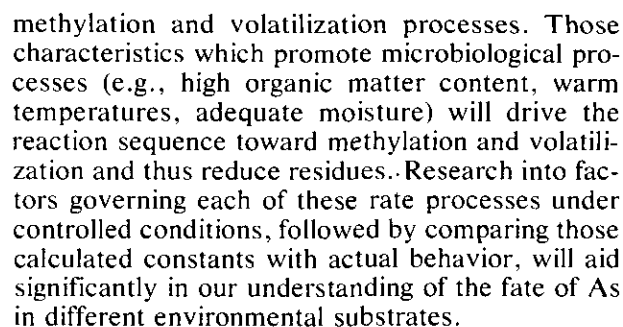 methylation and volatilization processes. Those
characteristics which promote microbiological pro-
cesses (e.g., high organic matter content, warm
temperatures, adequate moisture) will drive the
reaction sequence toward methylation and volatili-
zation and thus reduce residues..Research into fac-
tors governing each of these rate processes under
controlled conditions, followed by comparing those
calculated constants with actual behavior, will aid
significantly in our understanding of the fate of As
in different environmental substrates.